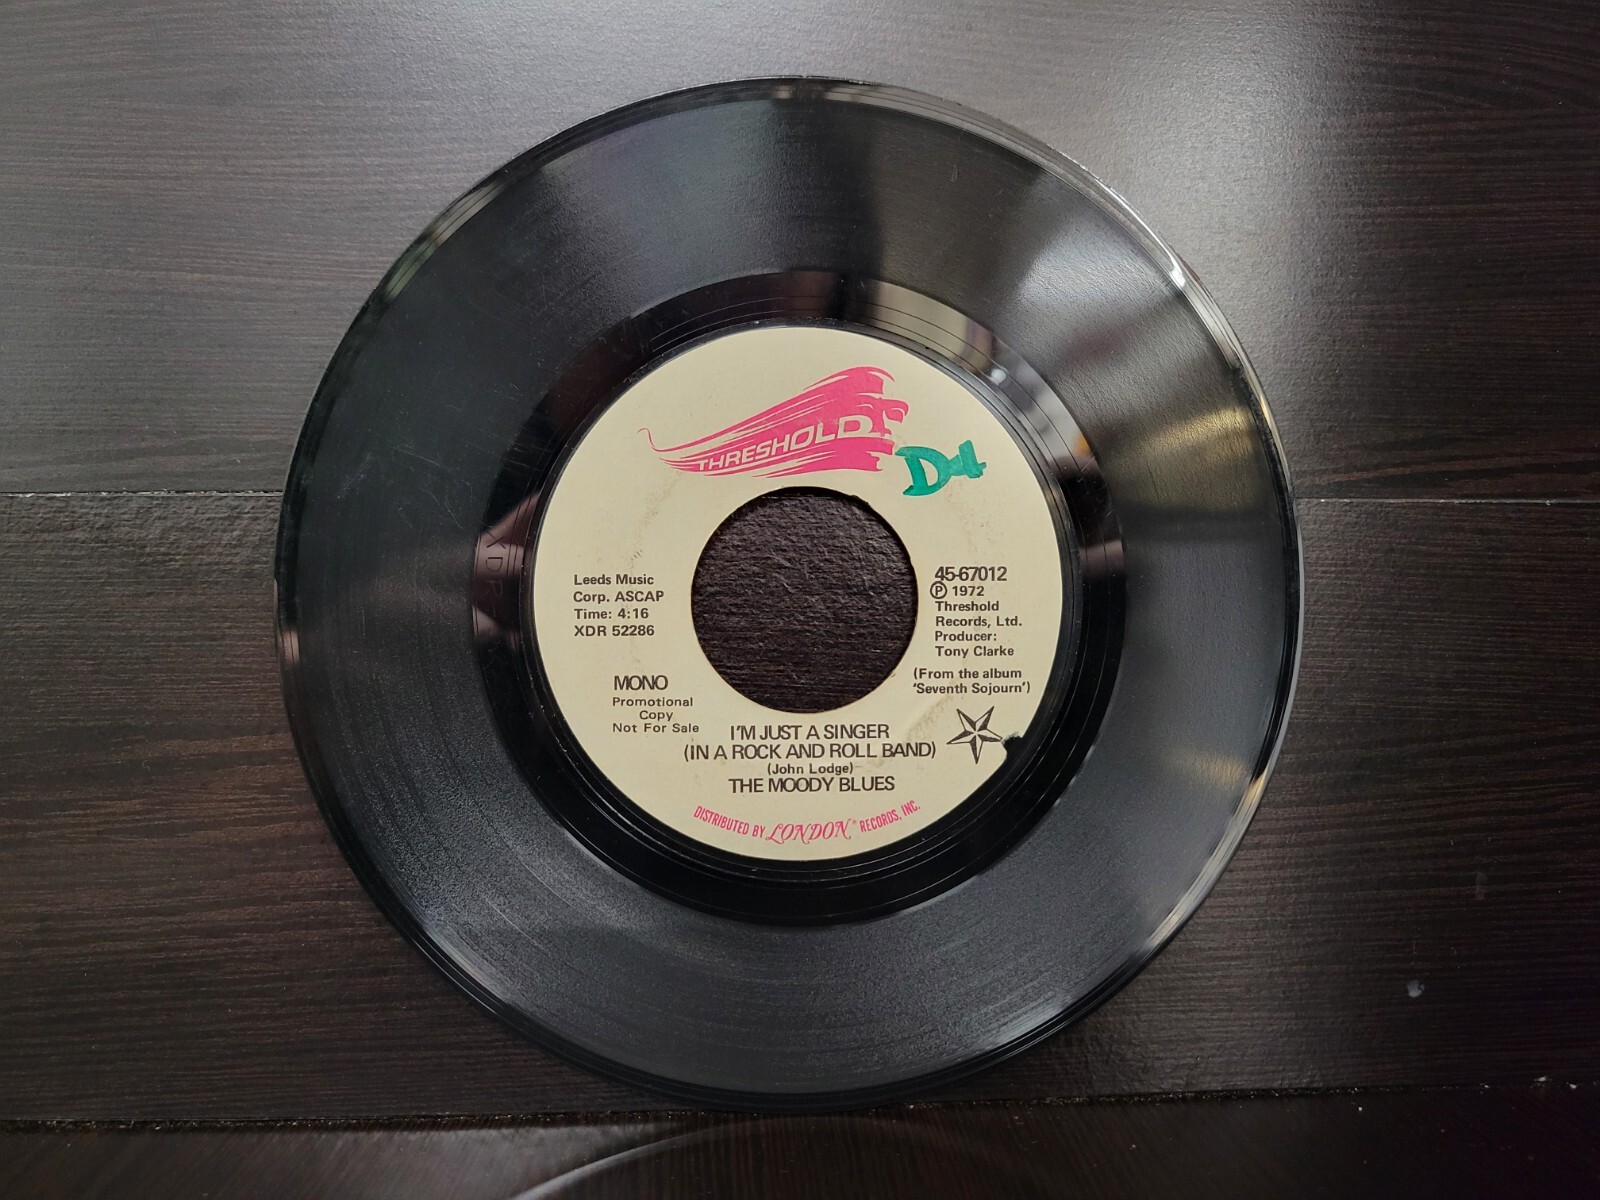 THRESHOLD
D-4
Leeds Music
Corp. ASCAP
Time: 4:16
XDR 52286
45-67012
℗ 1972
Threshold
Records, Ltd.
Producer:
Tony Clarke
(From the album
'Seventh Sojourn')
MONO
Promotional
Copy
Not For Sale
I'M JUST A SINGER
(IN A ROCK AND ROLL BAND)
(John Lodge)
THE MOODY BLUES
DISTRIBUTED BY LONDON® RECORDS, INC.
XDR